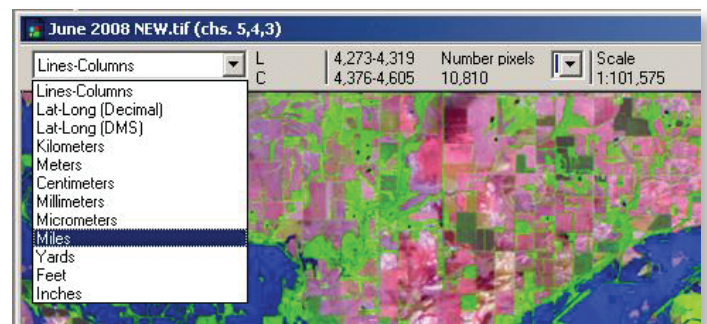 June 2008 NEW.tif (chs. 5,4,3)
Lines-Columns
L 4,273-4,319 Number pixels Scale
C 4,376-4,605 10,810 1:101,575
Lines-Columns
Lat-Long (Decimal)
Lat-Long (DMS)
Kilometers
Meters
Centimeters
Millimeters
Micrometers
Miles
Yards
Feet
Inches